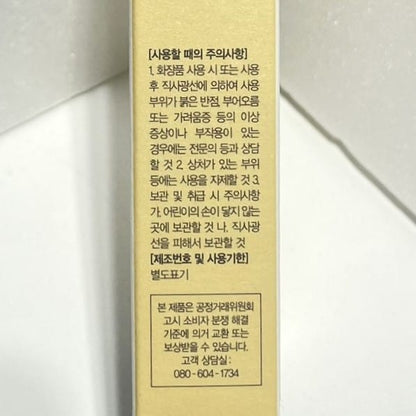 [사용할 때의 주의사항]
1. 화장품 사용 시 또는 사용
후 직사광선에 의하여 사용
부위가 붉은 반점, 부어오름
또는 가려움증 등의 이상
증상이나 부작용이 있는
경우에는 전문의 등과 상담
할 것 2. 상처가 있는 부위
등에는 사용을 자제할 것 3.
보관 및 취급 시 주의사항
가. 어린이의 손이 닿지 않는
곳에 보관할 것 나. 직사광
선을 피해서 보관할 것
[제조번호 및 사용기한]
별도표기
본 제품은 공정거래위원회
고시 소비자 분쟁 해결
기준에 의거 교환 또는
보상받을 수 있습니다.
고객 상담실 :
080-604-1734